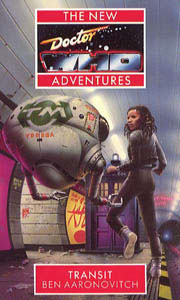 THE NEW
Doctor
WHO
ADVENTURES
TRANSIT
BEN AARONOVITCH